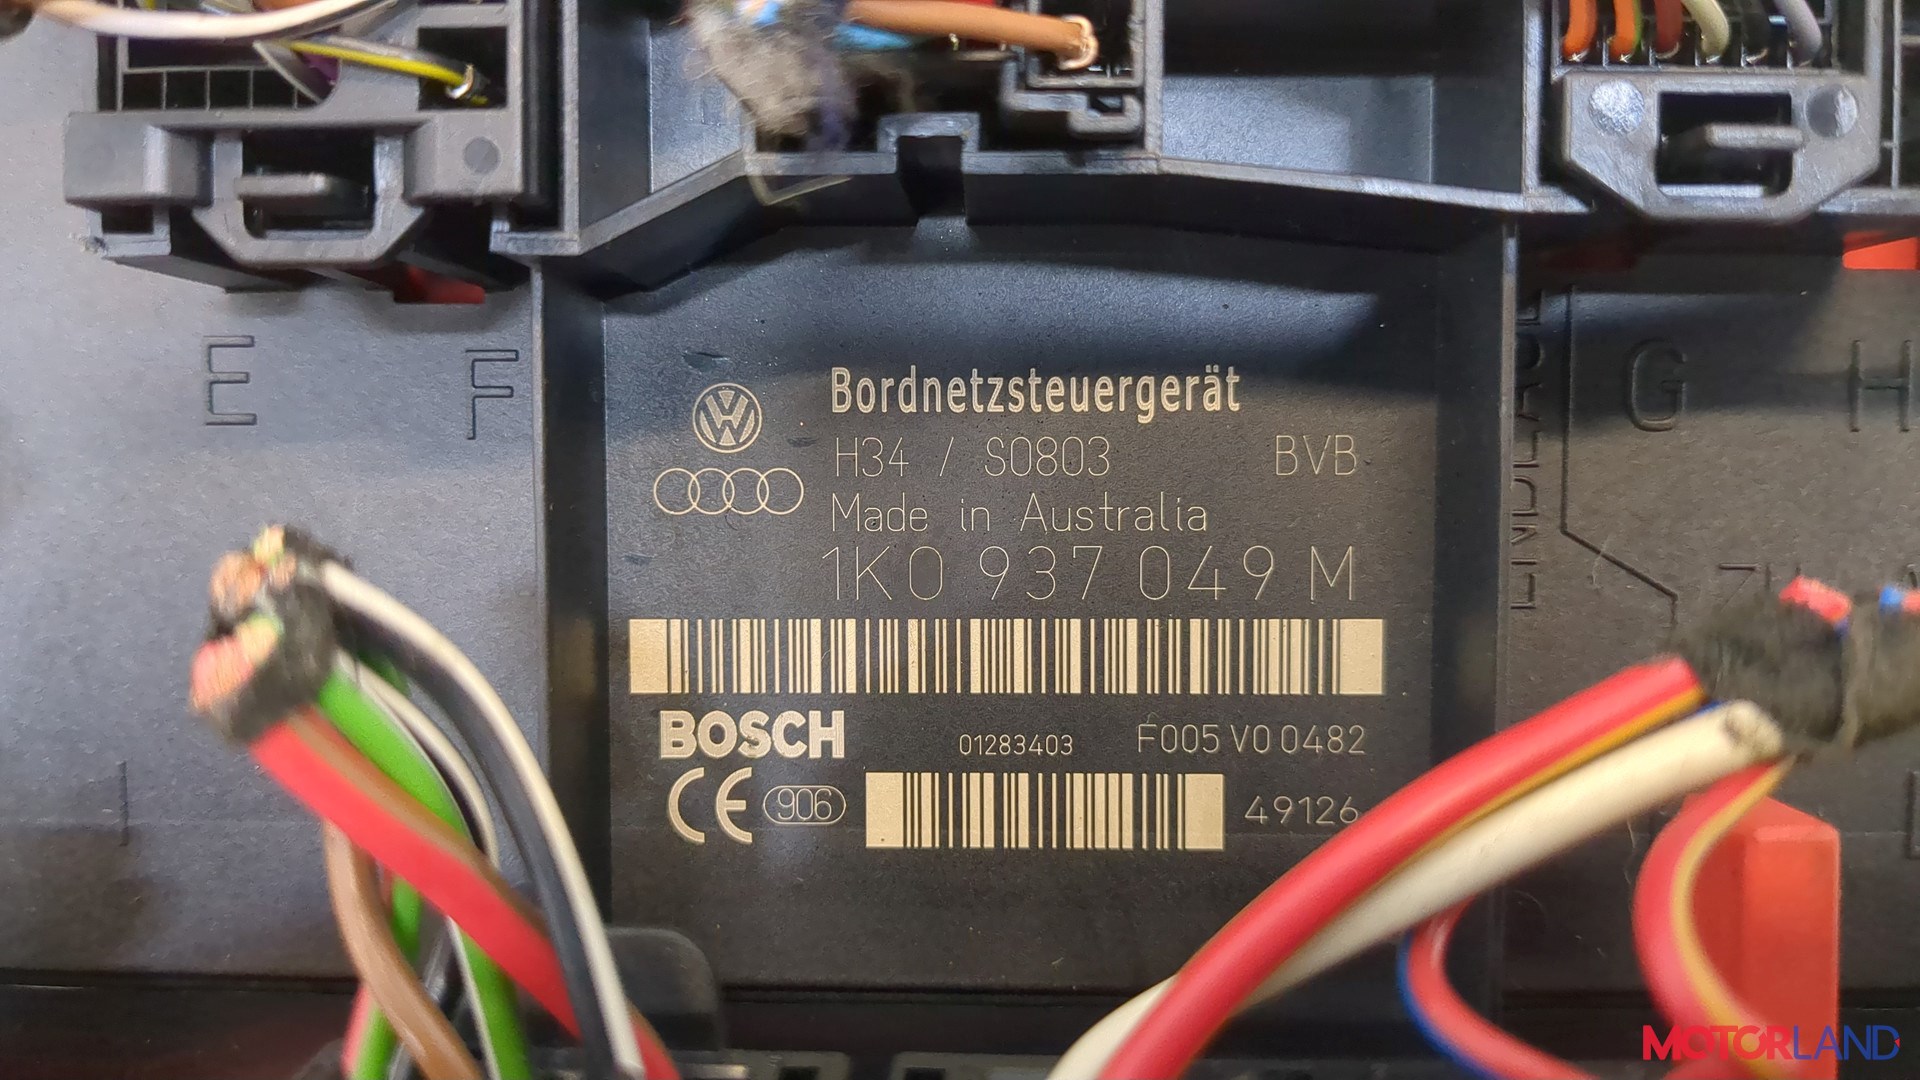 E F
G H
ENDLAGE
Bordnetzsteuergerät
H34 / S0803 BVB
Made in Australia
1K0 937 049 M
BOSCH 01283403 F005 V0 0482
CE 906 49126
MOTORLAND